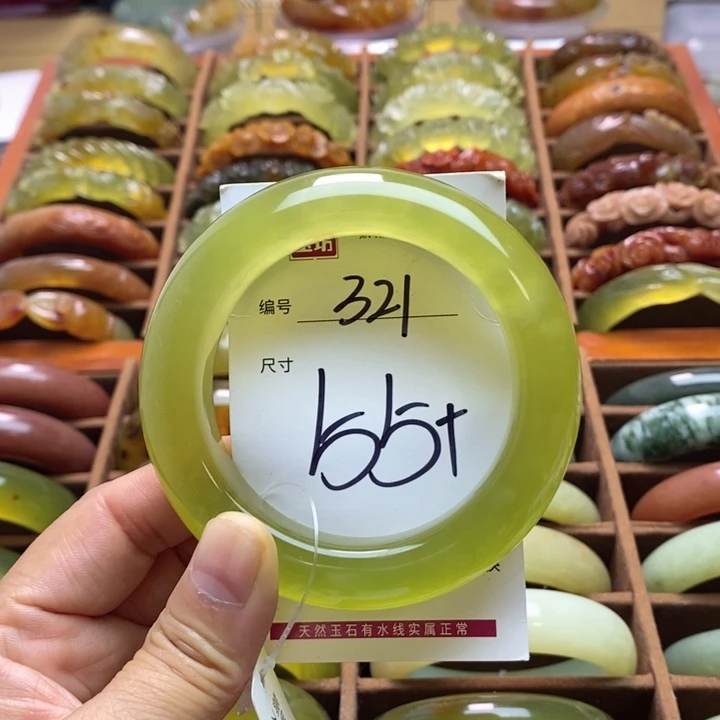 编号 321
尺寸
55+
天然玉石有水线实属正常